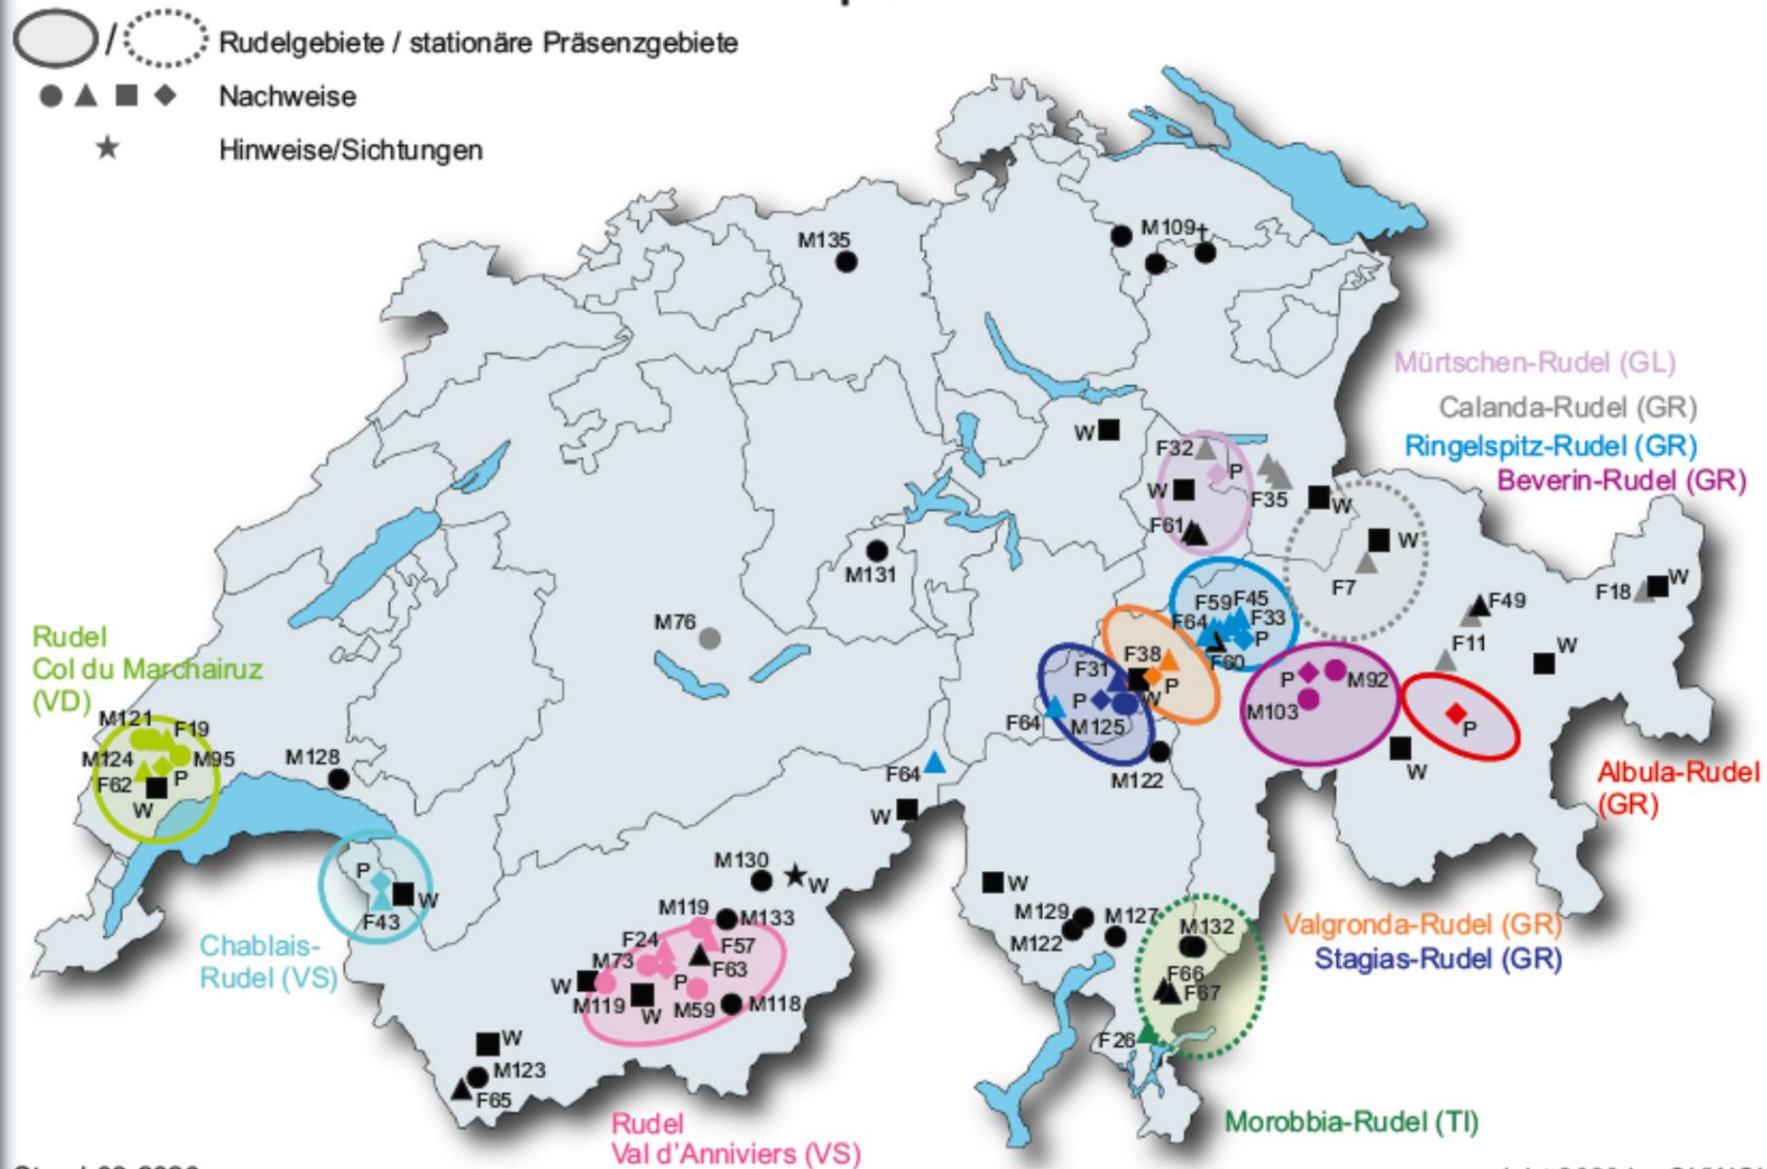 /
Rudelgebiete / stationäre Präsenzgebiete
Nachweise
Hinweise/Sichtungen
M135
M109†
Mürtschen-Rudel (GL)
Calanda-Rudel (GR)
Ringelspitz-Rudel (GR)
Beverin-Rudel (GR)
W
F32
P
W
F35
W
F61
W
F7
M131
F18
W
F49
F59
F45
M76
F64
F33
P
F11
W
F60
Rudel
Col du Marchairuz
(VD)
F38
F31
P
W
P
M92
P
M103
M125
F64
P
M121
F19
M124
M95
F62
P
W
M128
F64
M122
W
Albula-Rudel
(GR)
W
M130
W
P
W
F43
W
M119
M133
M129
M127
M122
M132
Valgronda-Rudel (GR)
Stagias-Rudel (GR)
Chablais-
Rudel (VS)
F24
F57
M73
F63
P
W
M119
W
M59
M118
F66
F67
F26
W
M123
F65
Rudel
Val d'Anniviers (VS)
Morobbia-Rudel (TI)